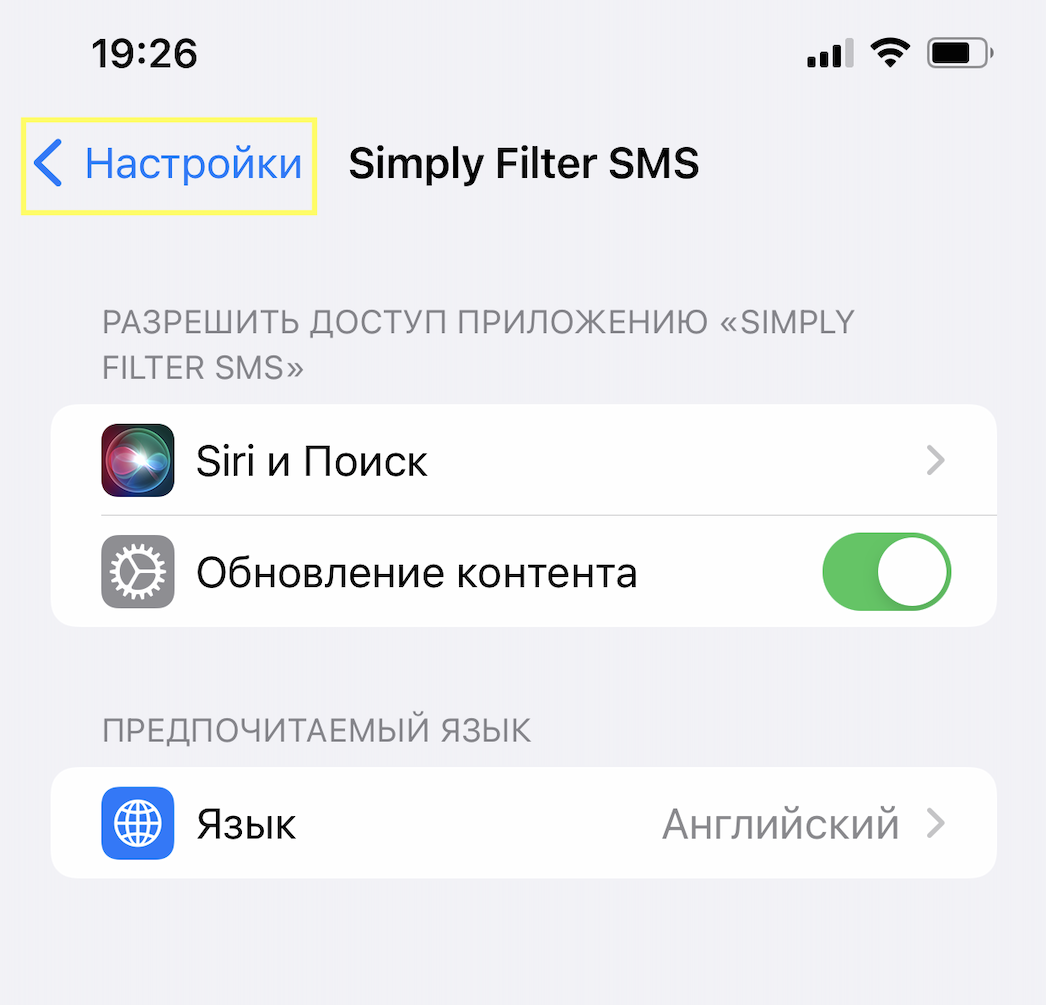 19:26
Настройки Simply Filter SMS
РАЗРЕШИТЬ ДОСТУП ПРИЛОЖЕНИЮ «SIMPLY
FILTER SMS»
Siri и Поиск
Обновление контента
ПРЕДПОЧИТАЕМЫЙ ЯЗЫК
Язык Английский